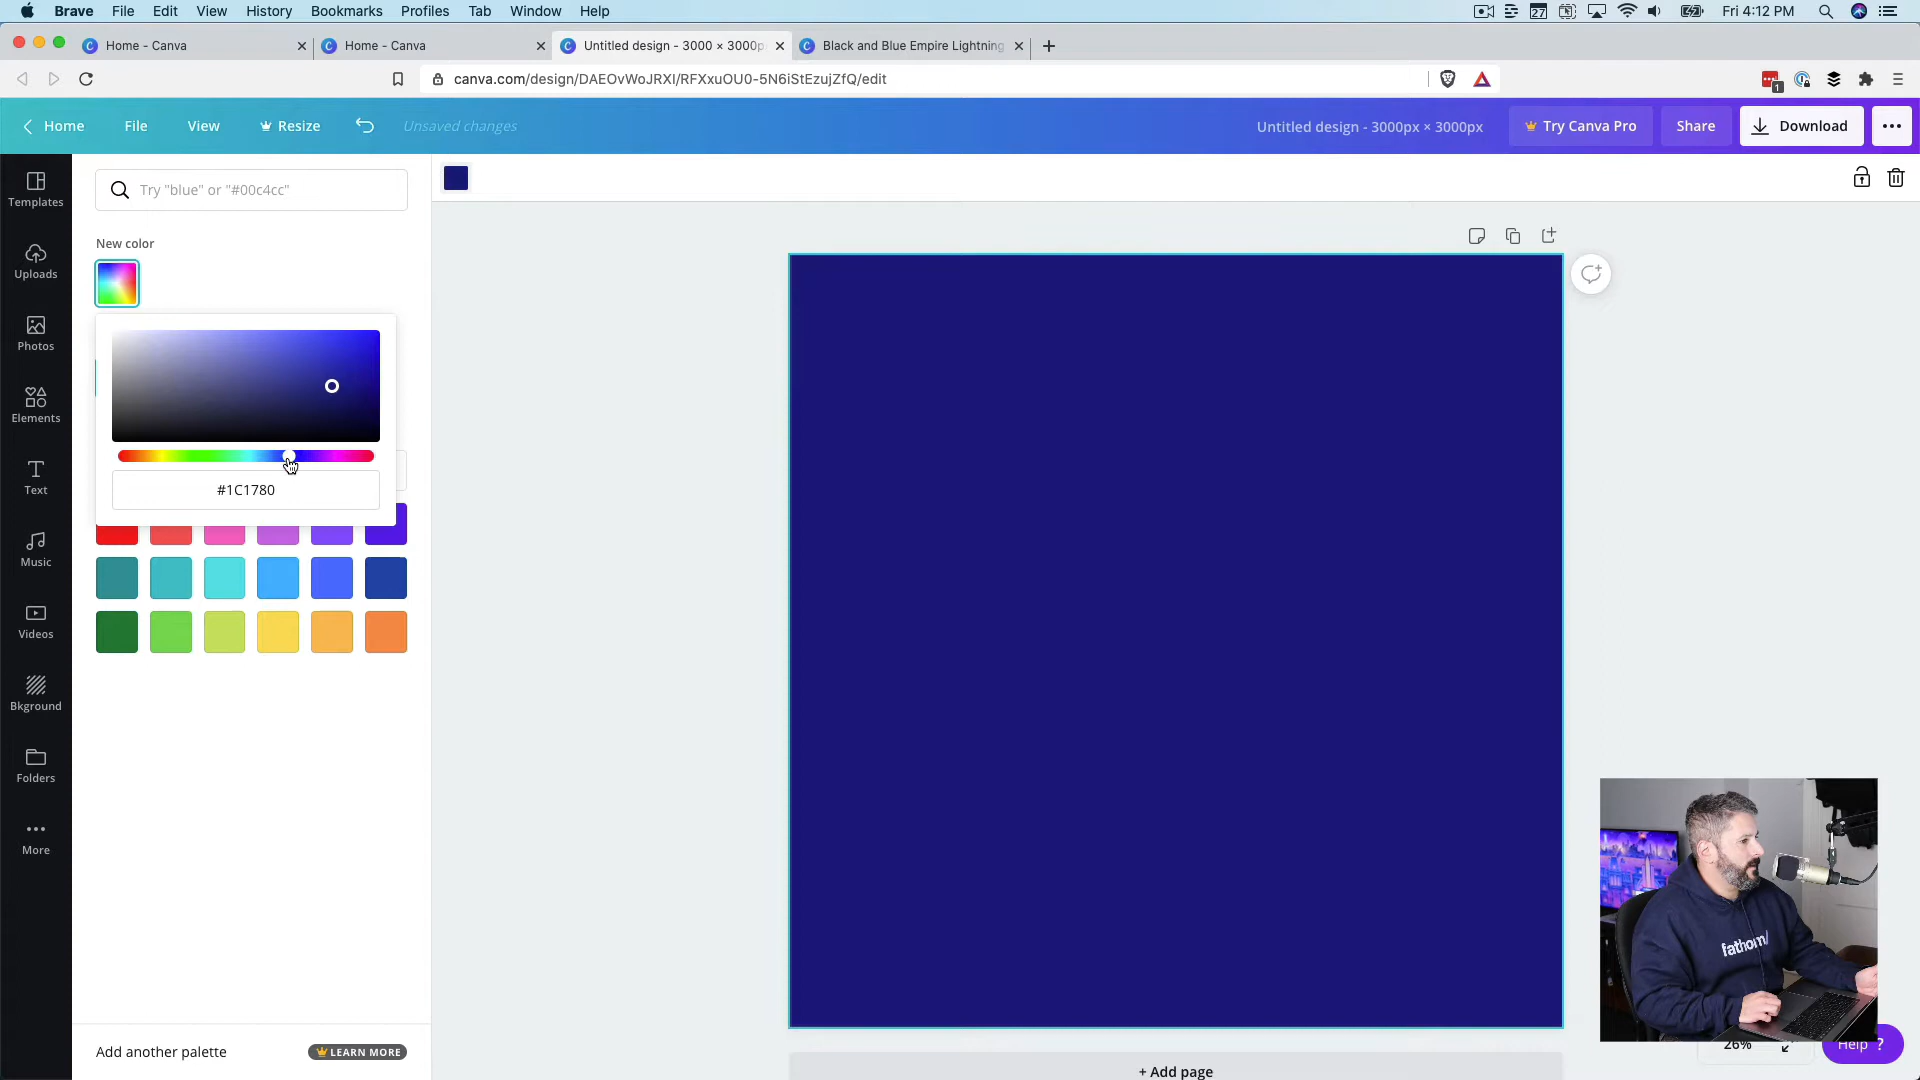 Brave File Edit View History Bookmarks Profiles Tab Window Help 27 Fri 4:12 PM
Home - Canva Home - Canva Untitled design - 3000 × 3000p Black and Blue Empire Lightning
canva.com/design/DAEOvWoJRXI/RFXxuOU0-5N6iStEzujZfQ/edit 1
Home File View Resize Unsaved changes Untitled design - 3000px × 3000px Try Canva Pro Share Download
Try "blue" or "#00c4cc"
Templates
New color
Uploads
Photos
Elements
Text
#1C1780
Music
Videos
Bkground
Folders
More
fathom/
Add another palette LEARN MORE
26% Help ?
+ Add page